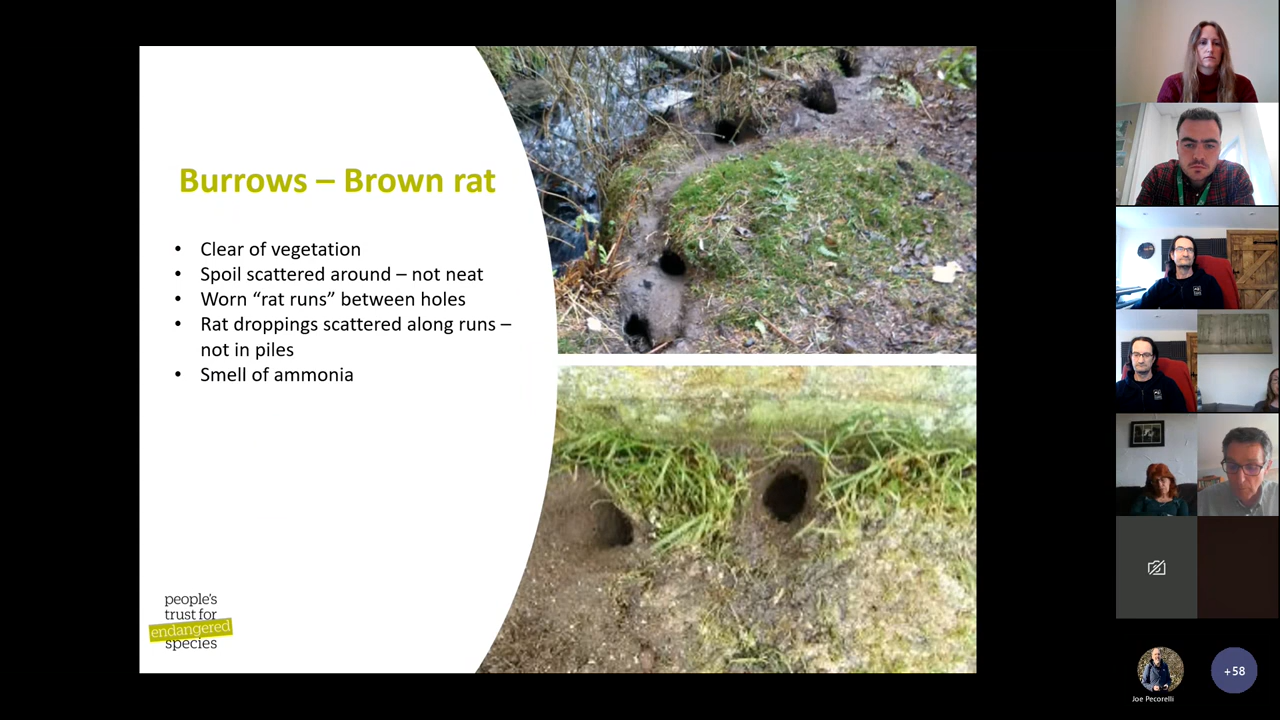 Burrows – Brown rat
• Clear of vegetation
• Spoil scattered around – not neat
• Worn “rat runs” between holes
• Rat droppings scattered along runs –
not in piles
• Smell of ammonia
people's
trust for
endangered
species
Joe Pecorelli
+58